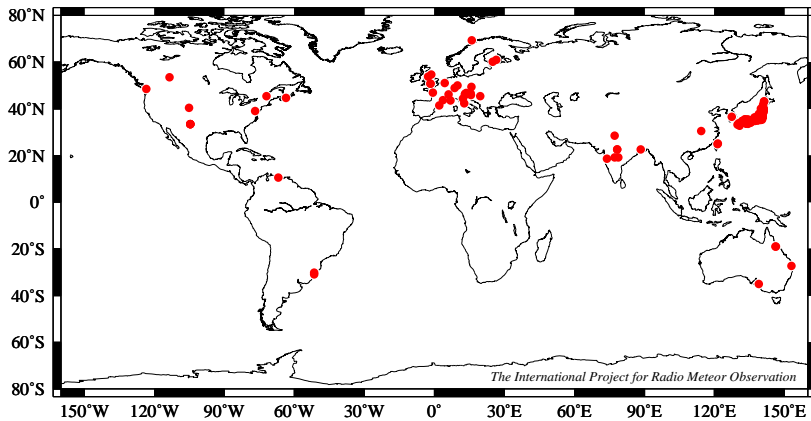 80˚N
60˚N
40˚N
20˚N
0˚
20˚S
40˚S
60˚S
80˚S
The International Project for Radio Meteor Observation
150˚W 120˚W 90˚W 60˚W 30˚W 0˚ 30˚E 60˚E 90˚E 120˚E 150˚E